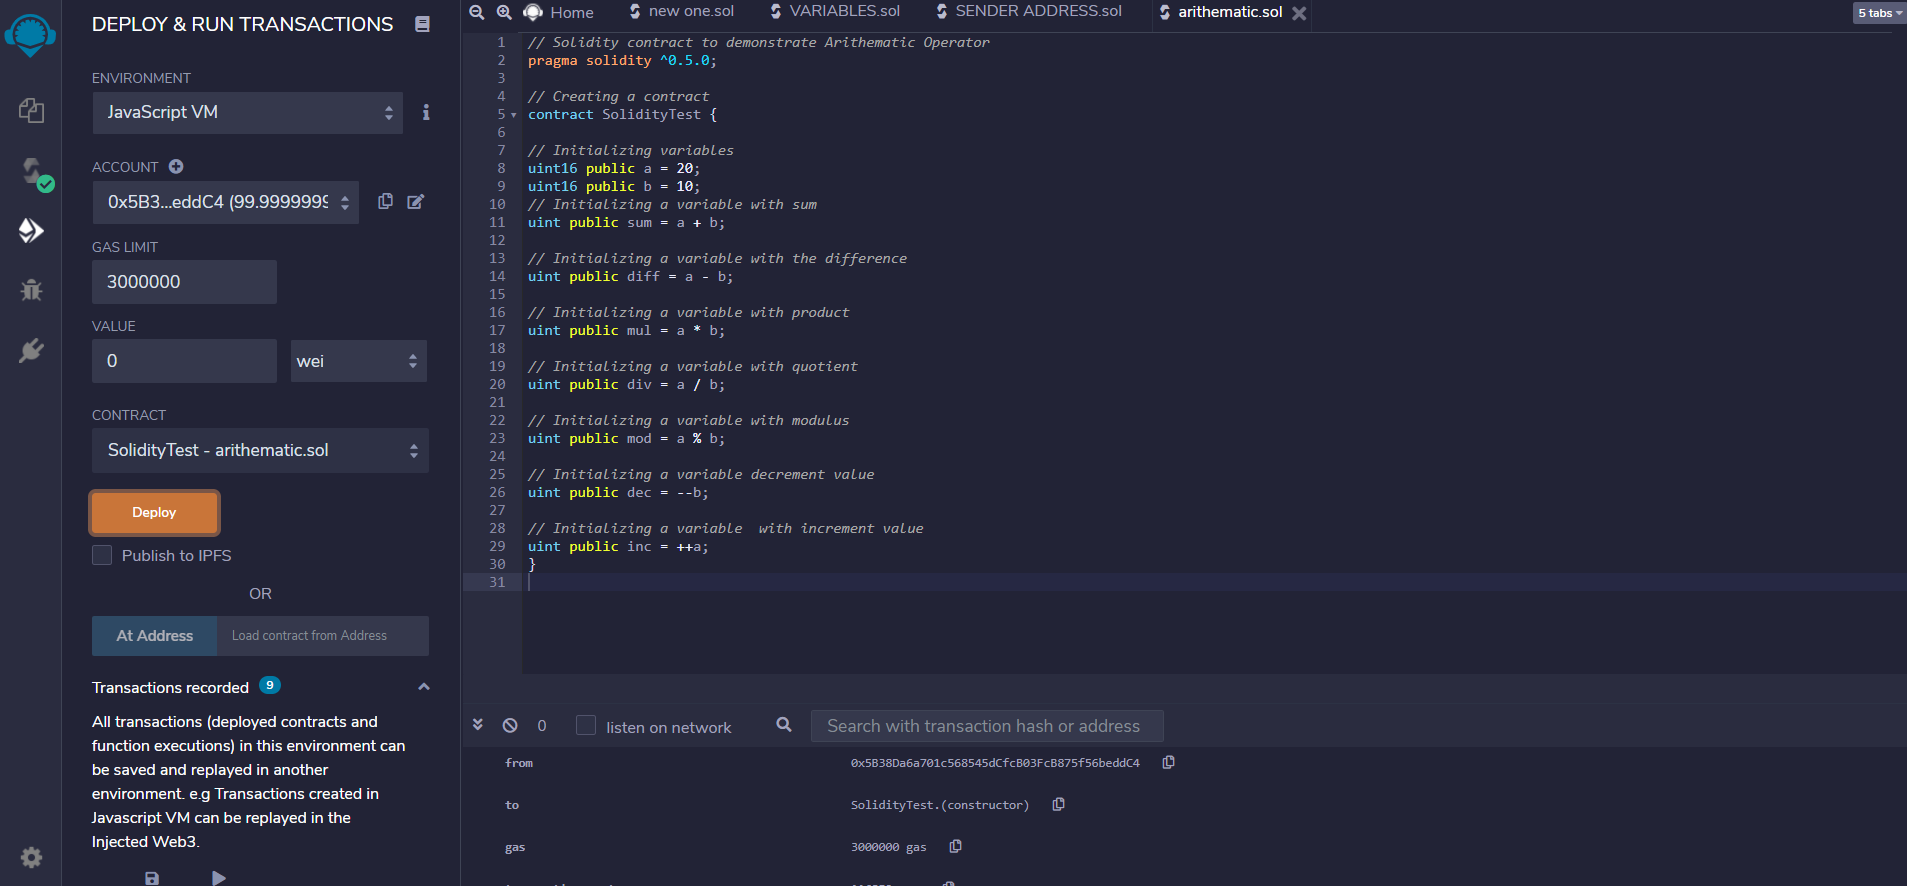 DEPLOY & RUN TRANSACTIONS
ENVIRONMENT
JavaScript VM
i
ACCOUNT
0x5B3...eddC4 (99.9999999
GAS LIMIT
3000000
VALUE
0
wei
CONTRACT
SolidityTest - arithematic.sol
Deploy
Publish to IPFS
OR
At Address
Load contract from Address
Transactions recorded 9
All transactions (deployed contracts and
function executions) in this environment can
be saved and replayed in another
environment. e.g Transactions created in
Javascript VM can be replayed in the
Injected Web3.
Home
new one.sol
VARIABLES.sol
SENDER ADDRESS.sol
arithematic.sol
5 tabs
1 // Solidity contract to demonstrate Arithematic Operator
2 pragma solidity ^0.5.0;
3
4 // Creating a contract
5 contract SolidityTest {
6
7 // Initializing variables
8 uint16 public a = 20;
9 uint16 public b = 10;
10 // Initializing a variable with sum
11 uint public sum = a + b;
12
13 // Initializing a variable with the difference
14 uint public diff = a - b;
15
16 // Initializing a variable with product
17 uint public mul = a * b;
18
19 // Initializing a variable with quotient
20 uint public div = a / b;
21
22 // Initializing a variable with modulus
23 uint public mod = a % b;
24
25 // Initializing a variable decrement value
26 uint public dec = --b;
27
28 // Initializing a variable  with increment value
29 uint public inc = ++a;
30 }
31
0
listen on network
Search with transaction hash or address
from 0x5B38Da6a701c568545dCfcB03FcB875f56beddC4
to SolidityTest.(constructor)
gas 3000000 gas